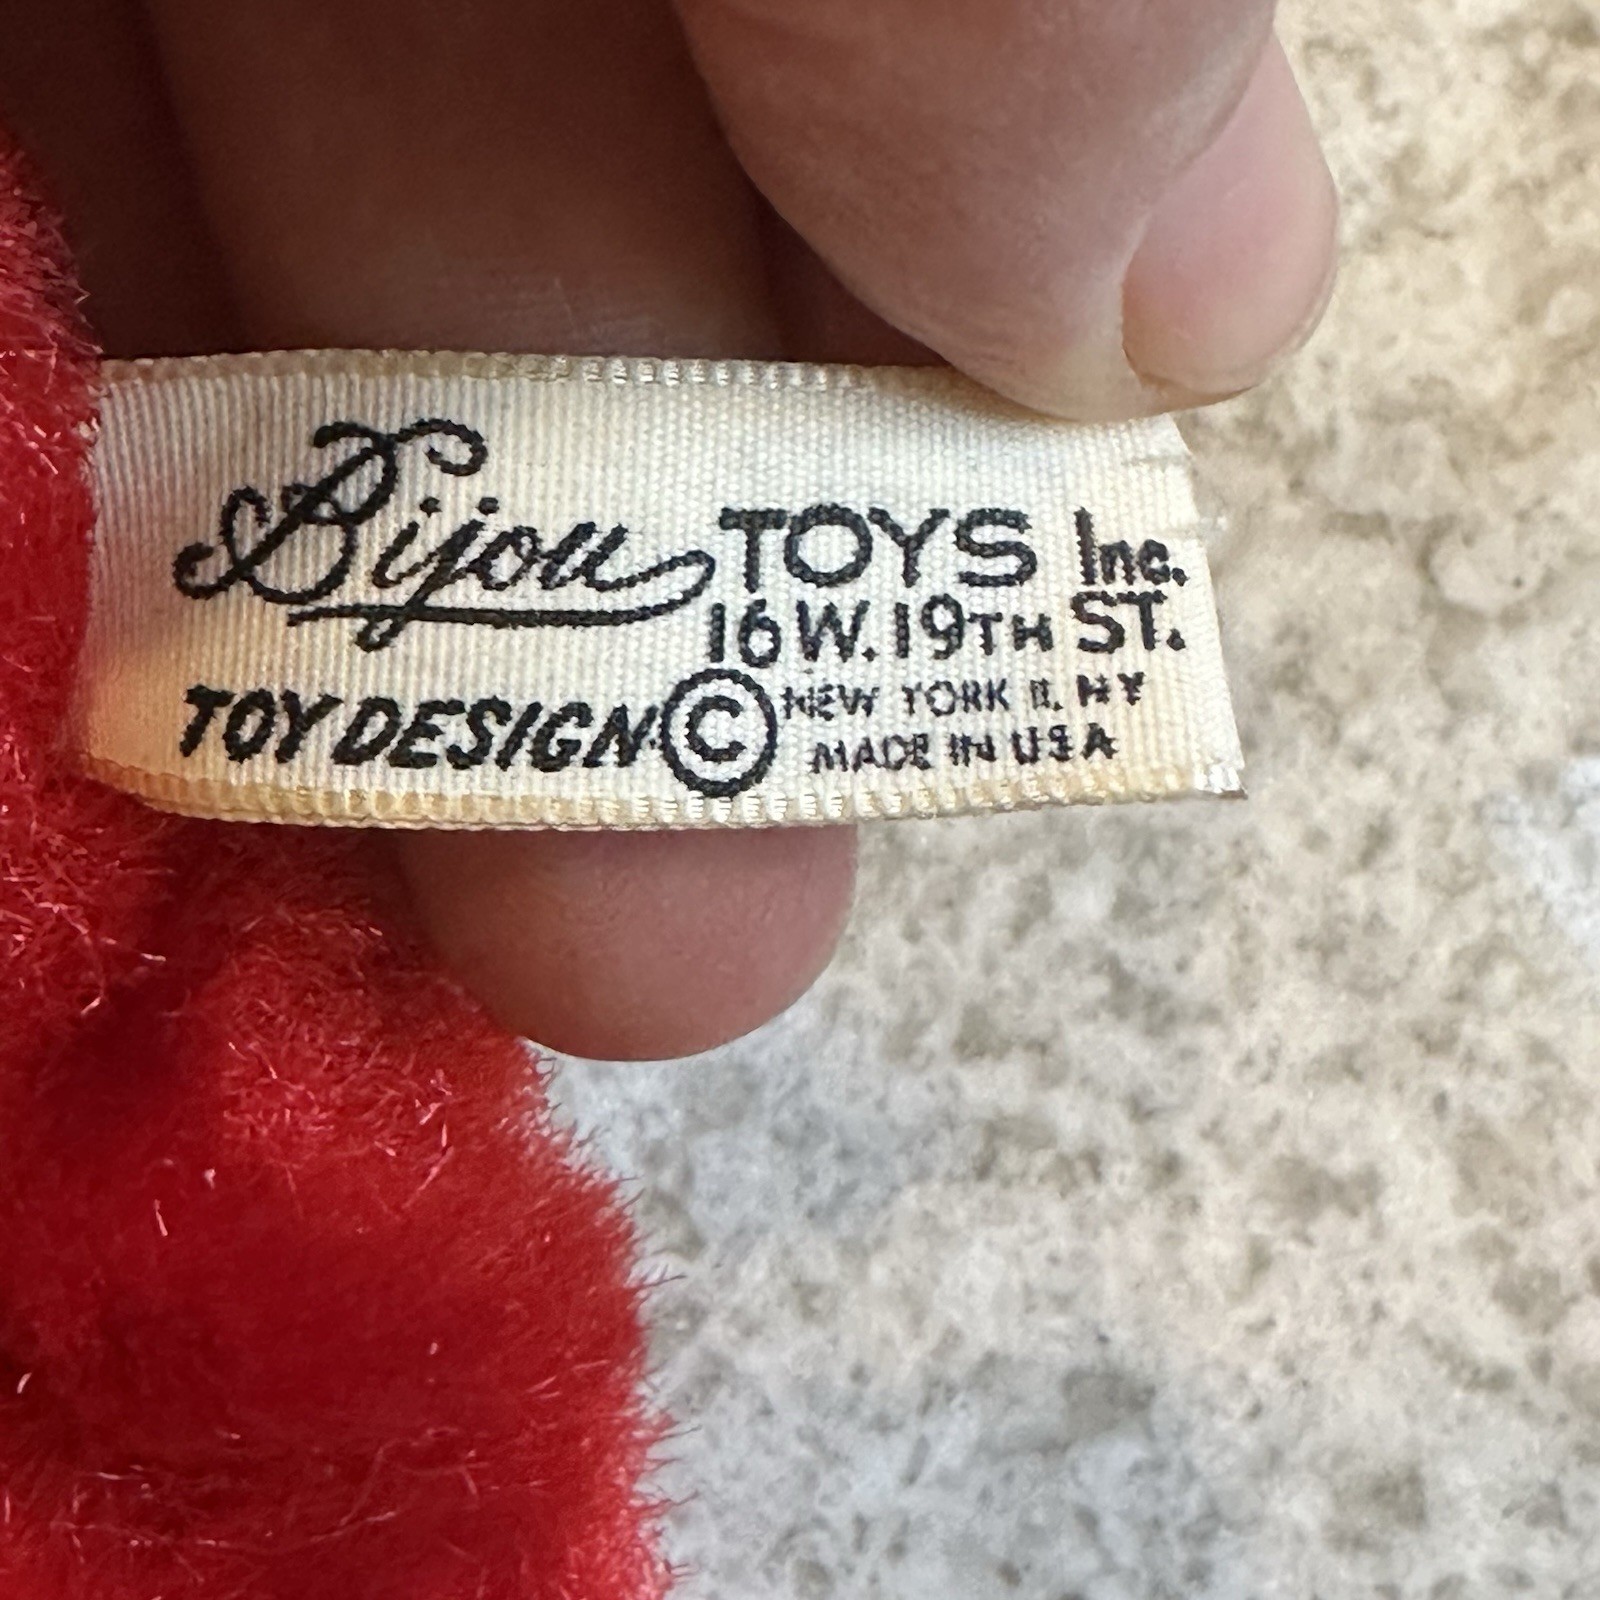 Bijou TOYS Inc.
16 W. 19TH ST.
TOY DESIGN © NEW YORK 11, NY
MADE IN USA